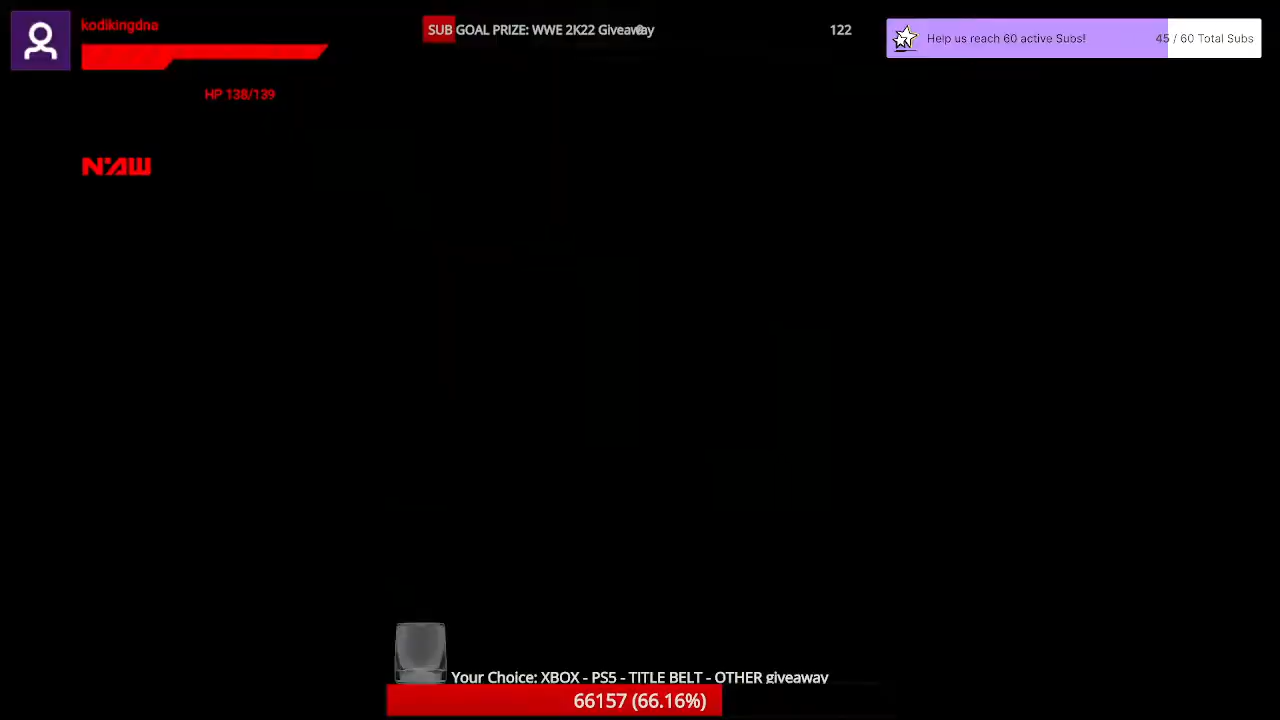 kodikingdna
HP 138/139
N'AW
SUB GOAL PRIZE: WWE 2K22 Giveaway
122
Help us reach 60 active Subs!
45 / 60 Total Subs
Your Choice: XBOX - PS5 - TITLE BELT - OTHER giveaway
66157 (66.16%)